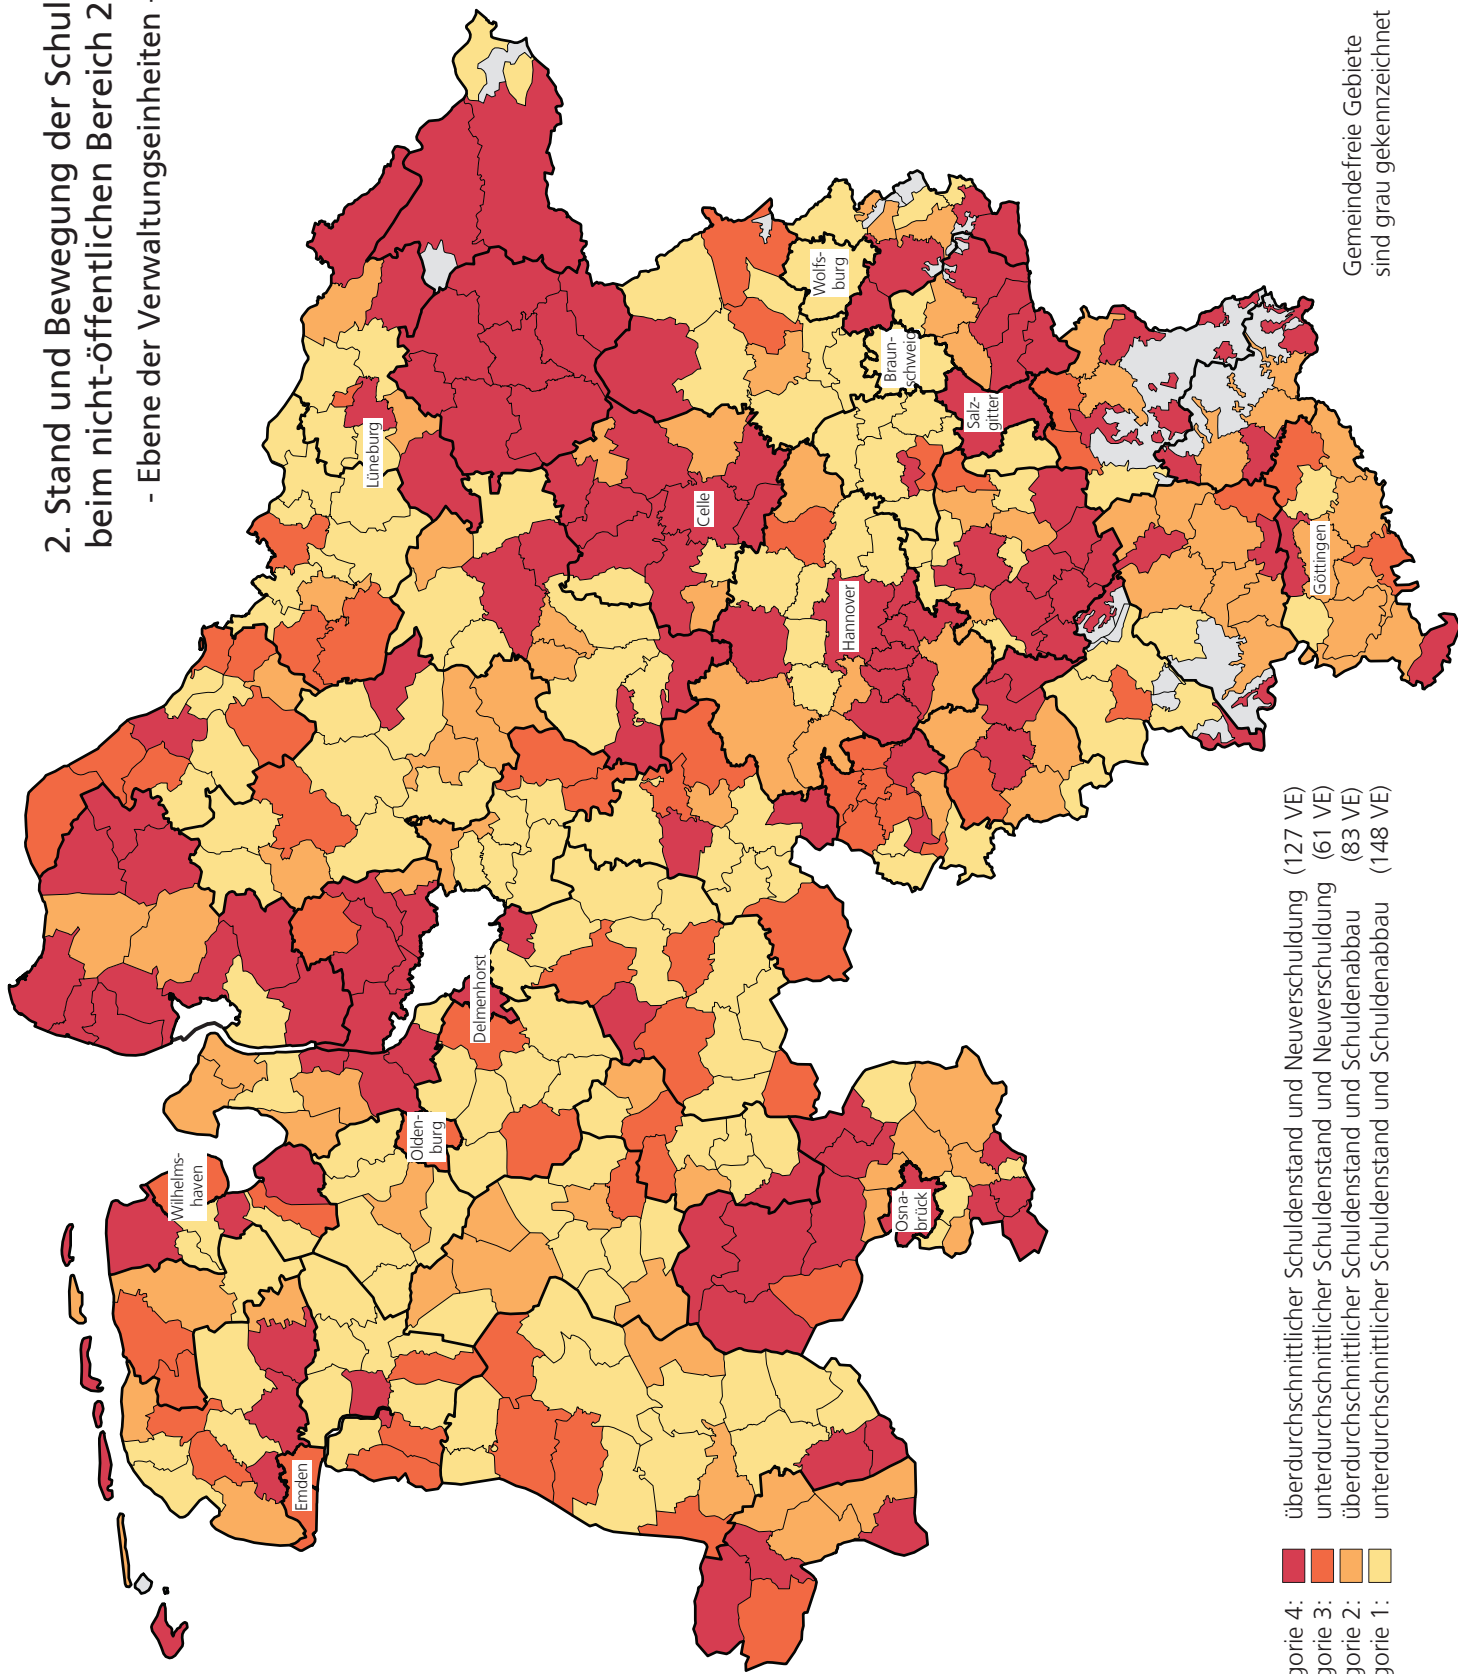 2. Stand und Bewegung der Schul
beim nicht-öffentlichen Bereich 2
- Ebene der Verwaltungseinheiten -
Wilhelms-
haven
Emden
Olden-
burg
Delmenhorst
Osna-
brück
Lüneburg
Celle
Hannover
Wolfs-
burg
Braun-
schweig
Salz-
gitter
Göttingen
gorie 4: überdurchschnittlicher Schuldenstand und Neuverschuldung (127 VE)
gorie 3: unterdurchschnittlicher Schuldenstand und Neuverschuldung (61 VE)
gorie 2: überdurchschnittlicher Schuldenstand und Schuldenabbau (83 VE)
gorie 1: unterdurchschnittlicher Schuldenstand und Schuldenabbau (148 VE)
Gemeindefreie Gebiete
sind grau gekennzeichnet